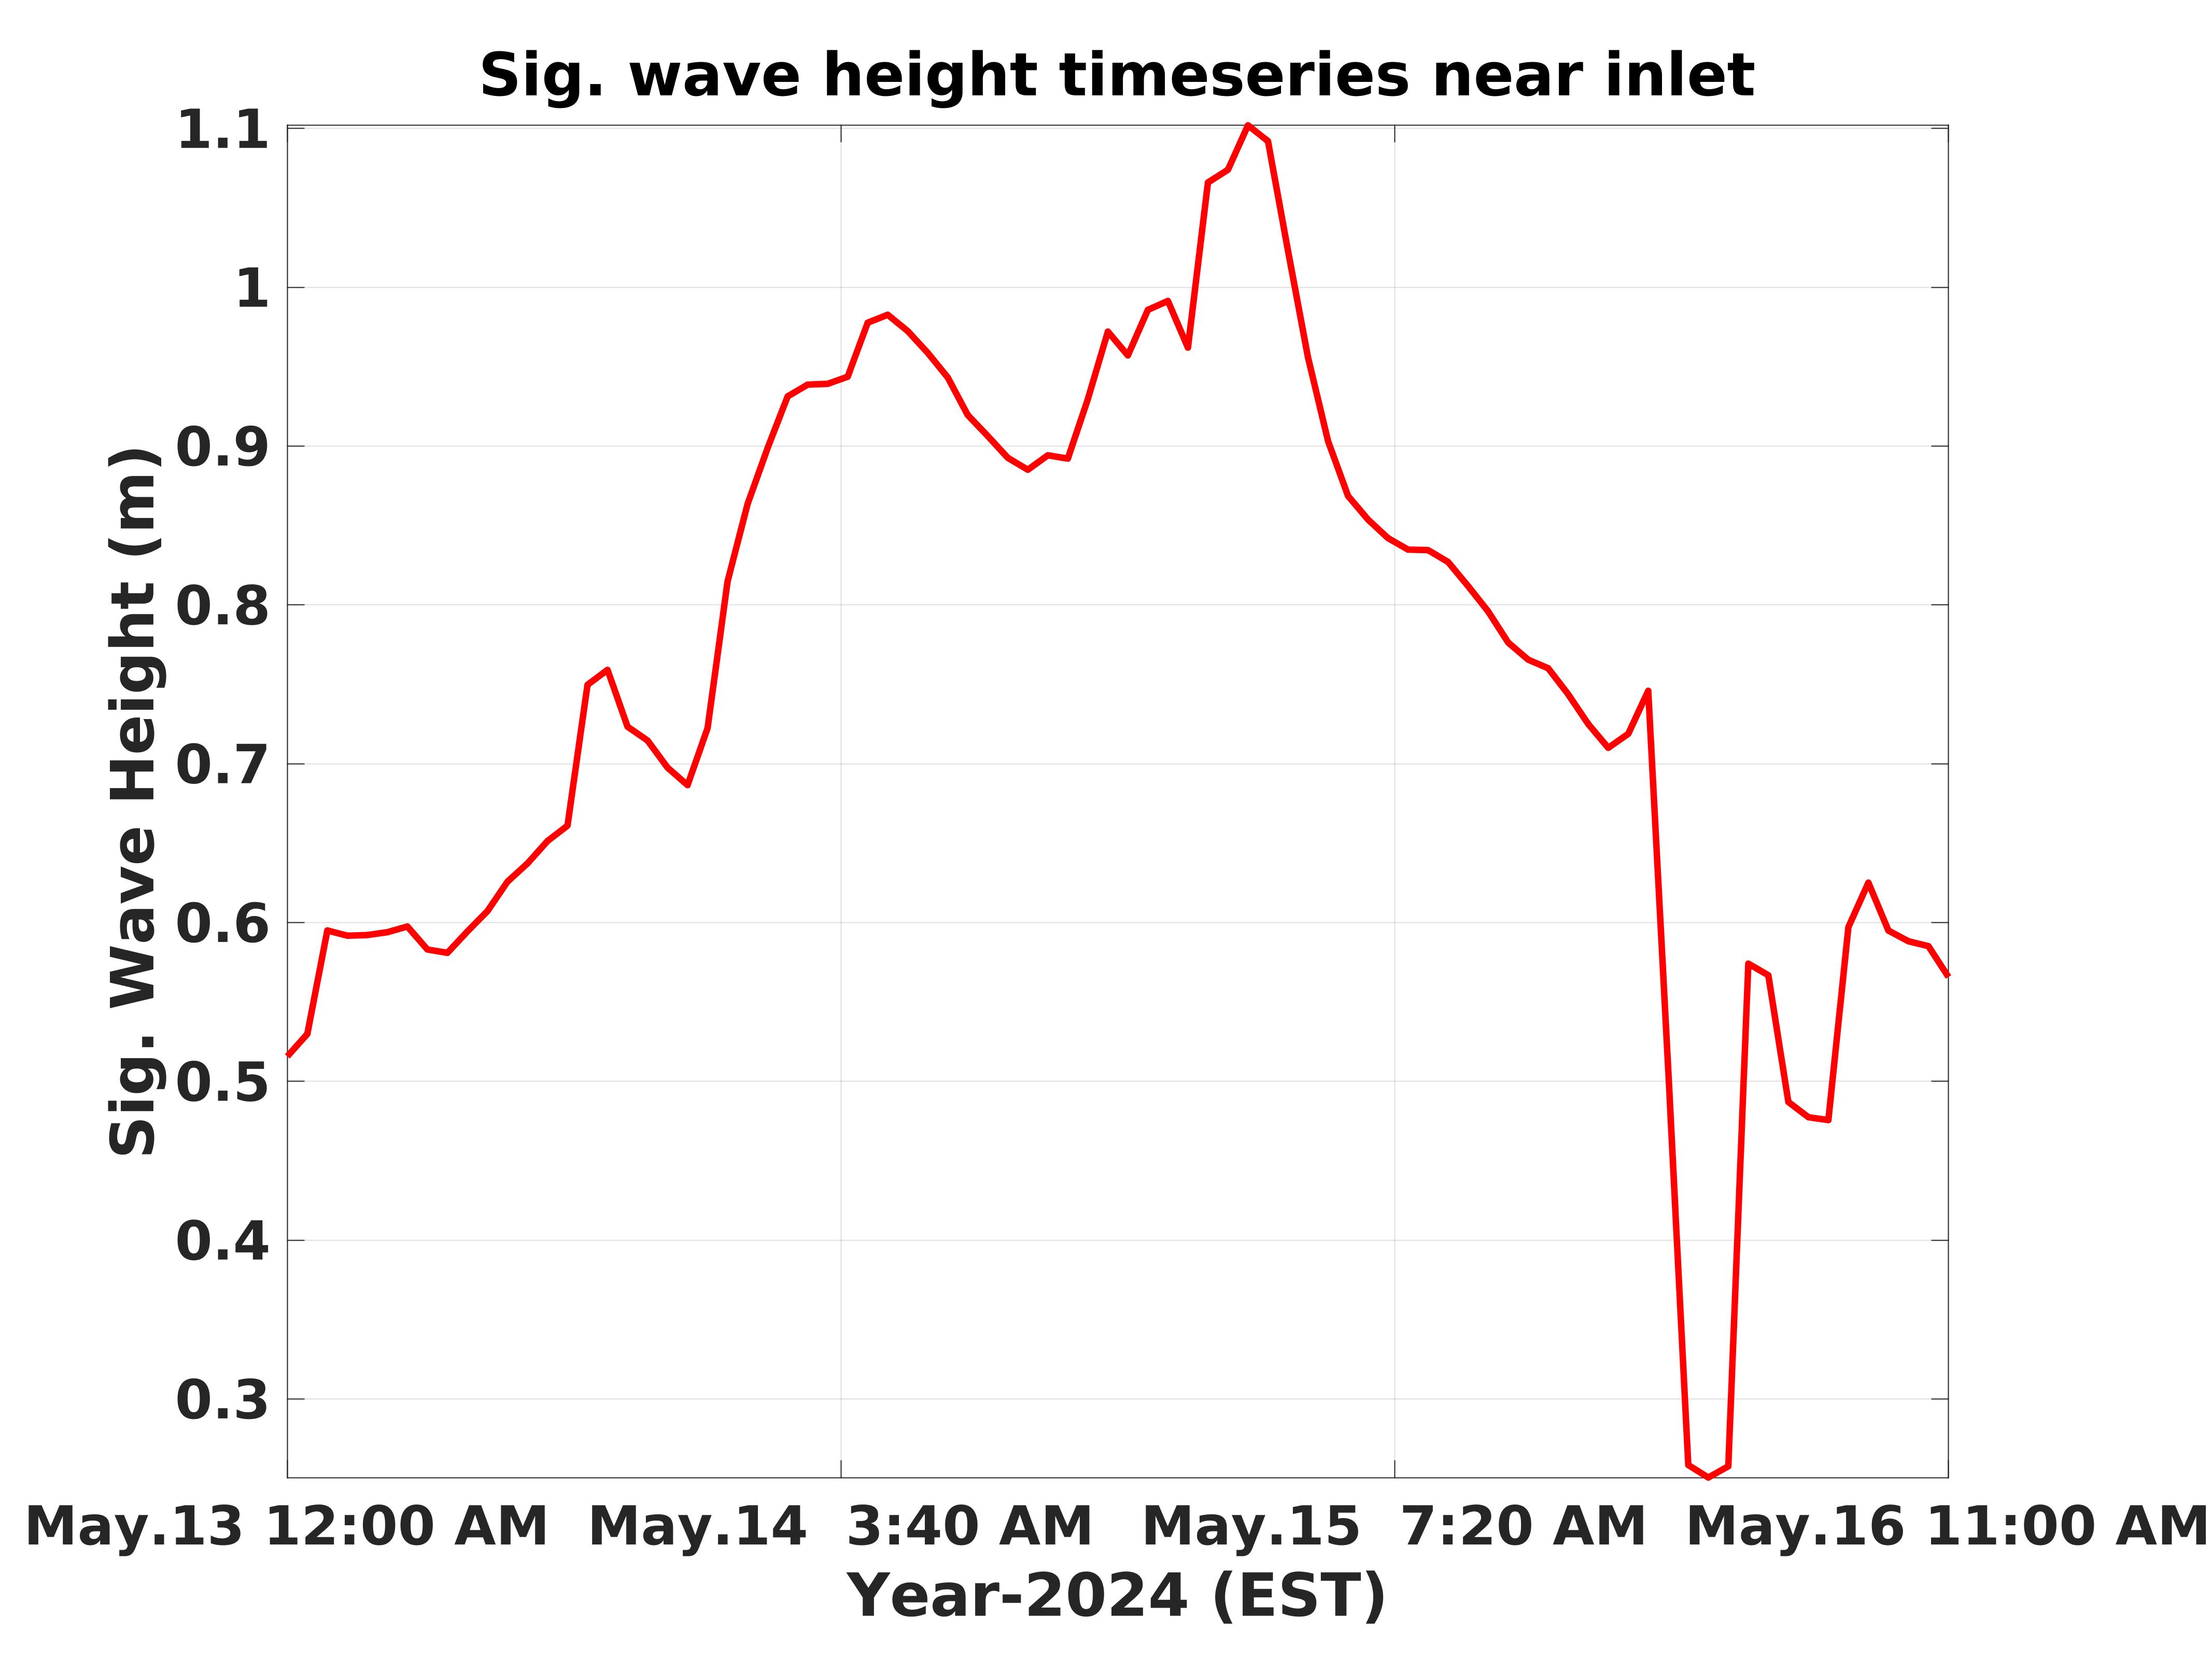 Sig. wave height timeseries near inlet
1.1
1
0.9
0.8
0.7
0.6
0.5
0.4
0.3
Sig. Wave Height (m)
May.13 12:00 AM May.14 3:40 AM May.15 7:20 AM May.16 11:00 AM
Year-2024 (EST)